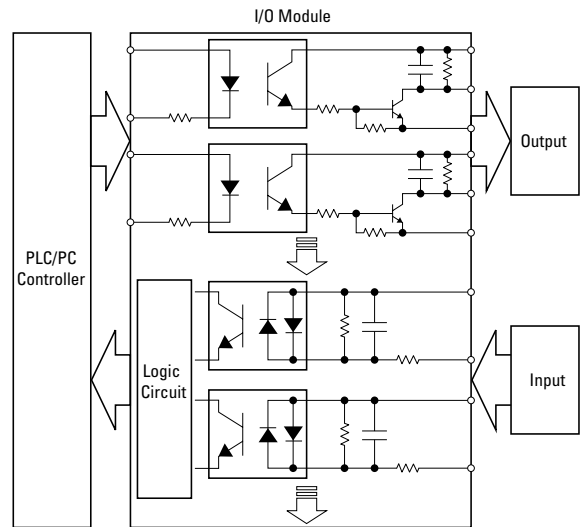 I/O Module
Output
PLC/PC
Controller
Logic
Circuit
Input